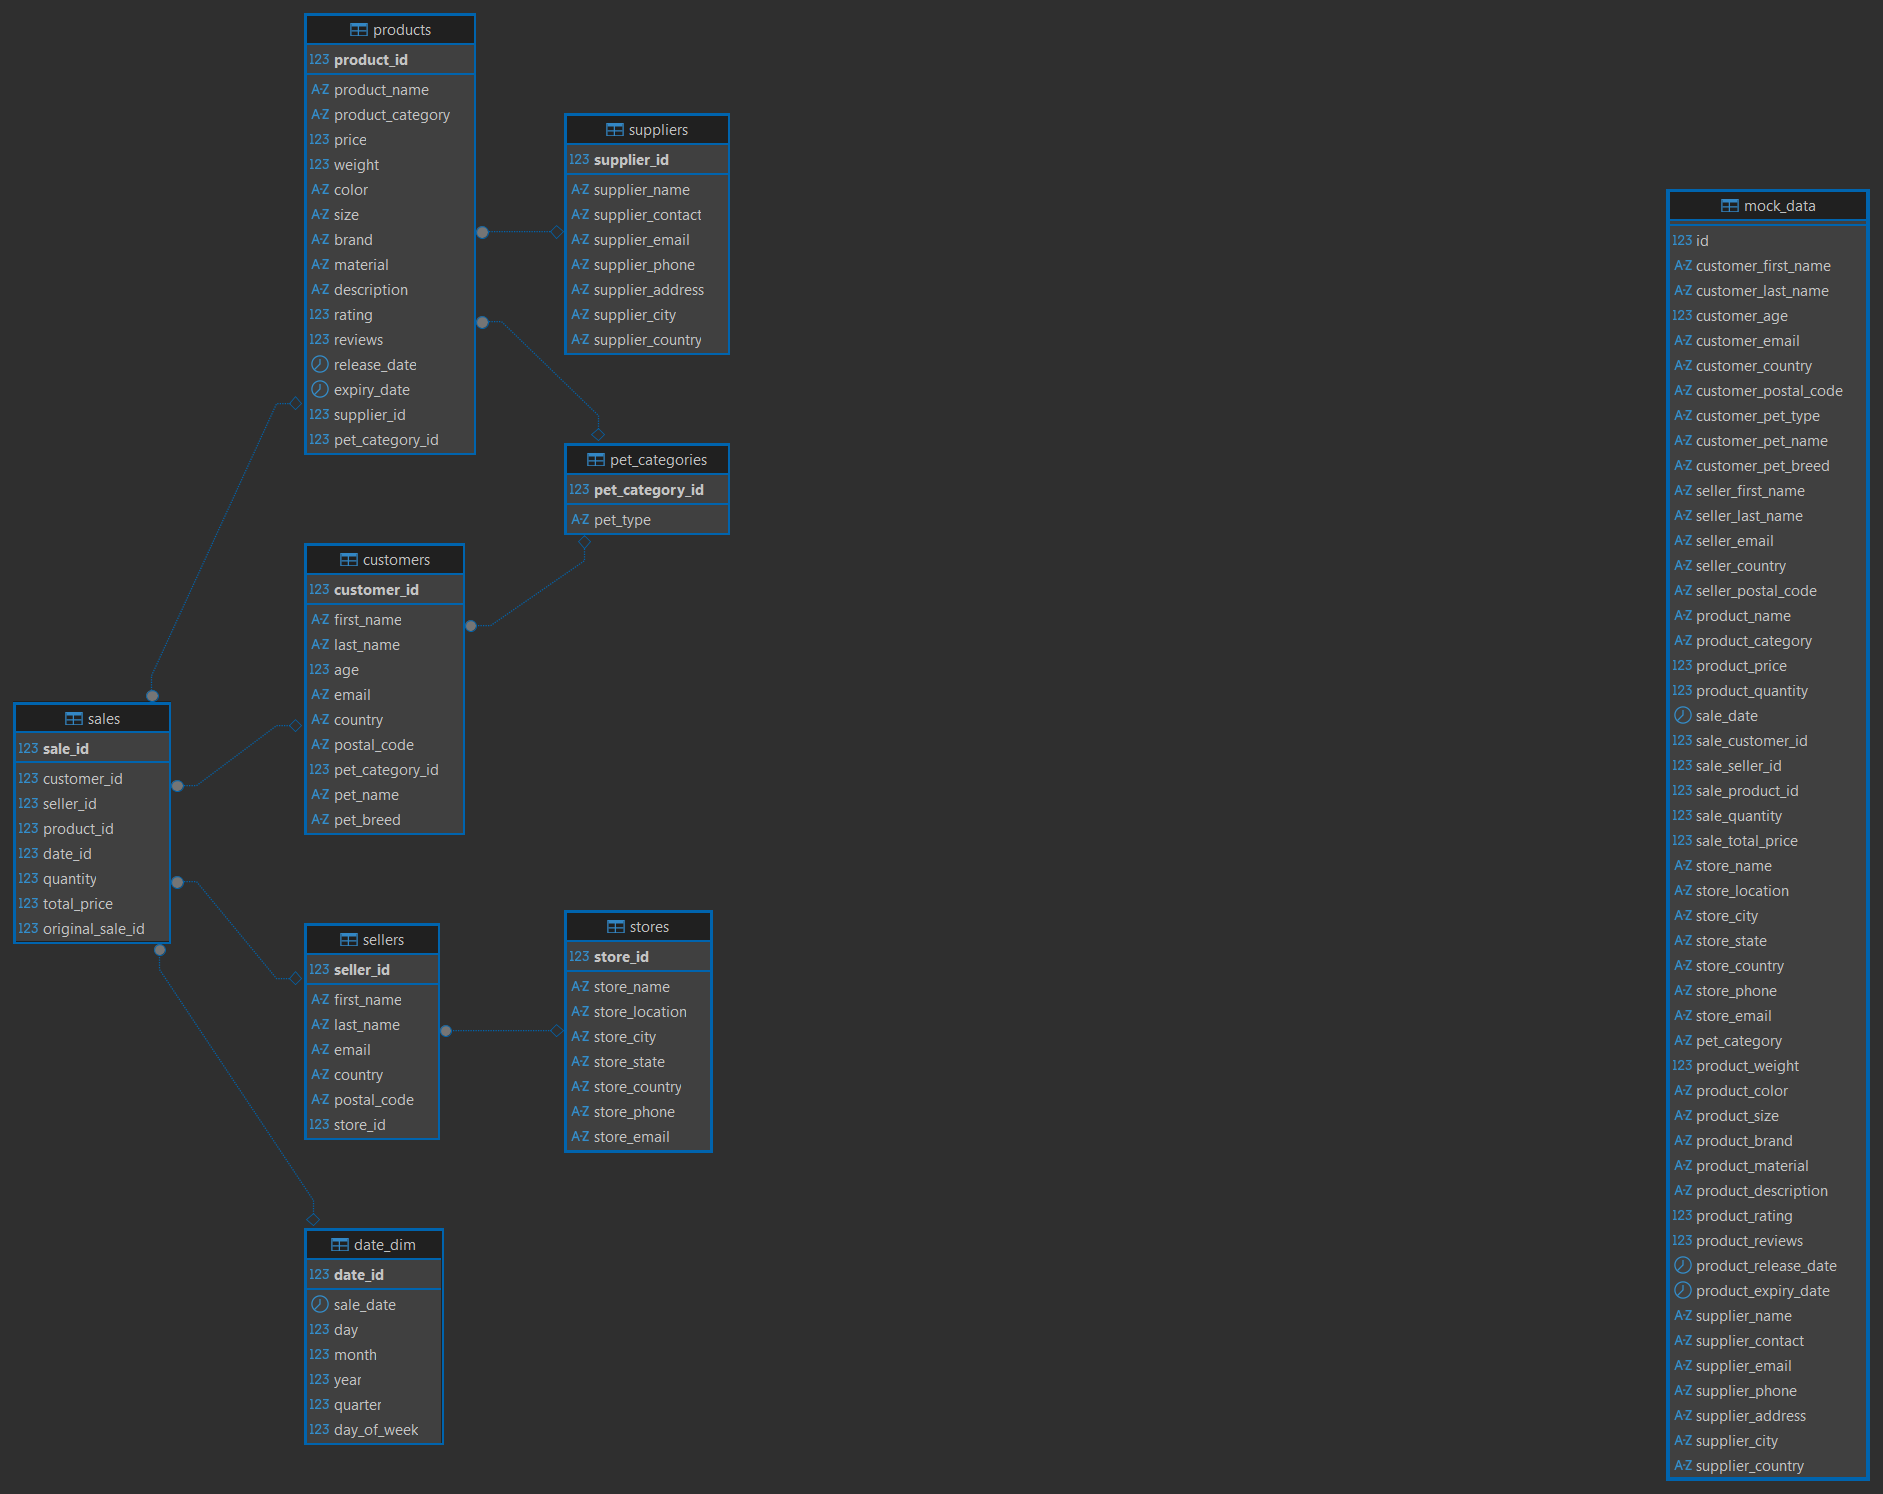 products
123 product_id
A-Z product_name
A-Z product_category
123 price
123 weight
A-Z color
A-Z size
A-Z brand
A-Z material
A-Z description
123 rating
123 reviews
release_date
expiry_date
123 supplier_id
123 pet_category_id
suppliers
123 supplier_id
A-Z supplier_name
A-Z supplier_contact
A-Z supplier_email
A-Z supplier_phone
A-Z supplier_address
A-Z supplier_city
A-Z supplier_country
pet_categories
123 pet_category_id
A-Z pet_type
customers
123 customer_id
A-Z first_name
A-Z last_name
123 age
A-Z email
A-Z country
A-Z postal_code
123 pet_category_id
A-Z pet_name
A-Z pet_breed
sales
123 sale_id
123 customer_id
123 seller_id
123 product_id
123 date_id
123 quantity
123 total_price
123 original_sale_id
sellers
123 seller_id
A-Z first_name
A-Z last_name
A-Z email
A-Z country
A-Z postal_code
123 store_id
stores
123 store_id
A-Z store_name
A-Z store_location
A-Z store_city
A-Z store_state
A-Z store_country
A-Z store_phone
A-Z store_email
date_dim
123 date_id
sale_date
123 day
123 month
123 year
123 quarter
123 day_of_week
mock_data
123 id
A-Z customer_first_name
A-Z customer_last_name
123 customer_age
A-Z customer_email
A-Z customer_country
A-Z customer_postal_code
A-Z customer_pet_type
A-Z customer_pet_name
A-Z customer_pet_breed
A-Z seller_first_name
A-Z seller_last_name
A-Z seller_email
A-Z seller_country
A-Z seller_postal_code
A-Z product_name
A-Z product_category
123 product_price
123 product_quantity
sale_date
123 sale_customer_id
123 sale_seller_id
123 sale_product_id
123 sale_quantity
123 sale_total_price
A-Z store_name
A-Z store_location
A-Z store_city
A-Z store_state
A-Z store_country
A-Z store_phone
A-Z store_email
A-Z pet_category
123 product_weight
A-Z product_color
A-Z product_size
A-Z product_brand
A-Z product_material
A-Z product_description
123 product_rating
123 product_reviews
product_release_date
product_expiry_date
A-Z supplier_name
A-Z supplier_contact
A-Z supplier_email
A-Z supplier_phone
A-Z supplier_address
A-Z supplier_city
A-Z supplier_country